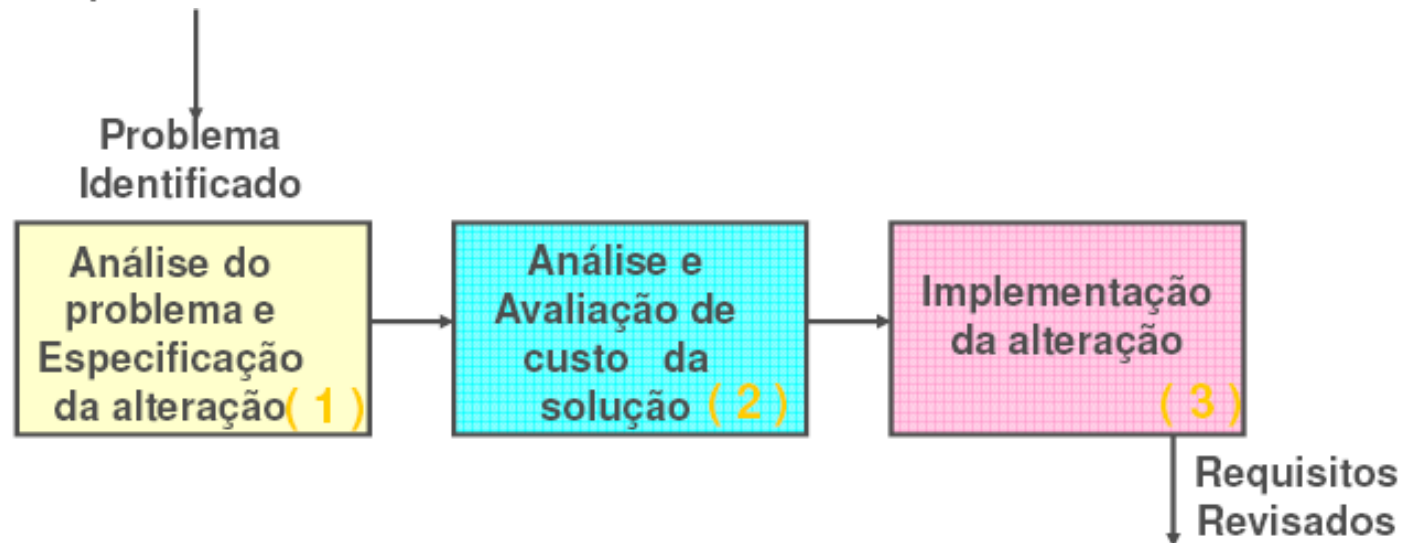 Problema
Identificado
Análise do
problema e
Especificação
da alteração( 1 )
Análise e
Avaliação de
custo da
solução ( 2 )
Implementação
da alteração
( 3 )
Requisitos
Revisados